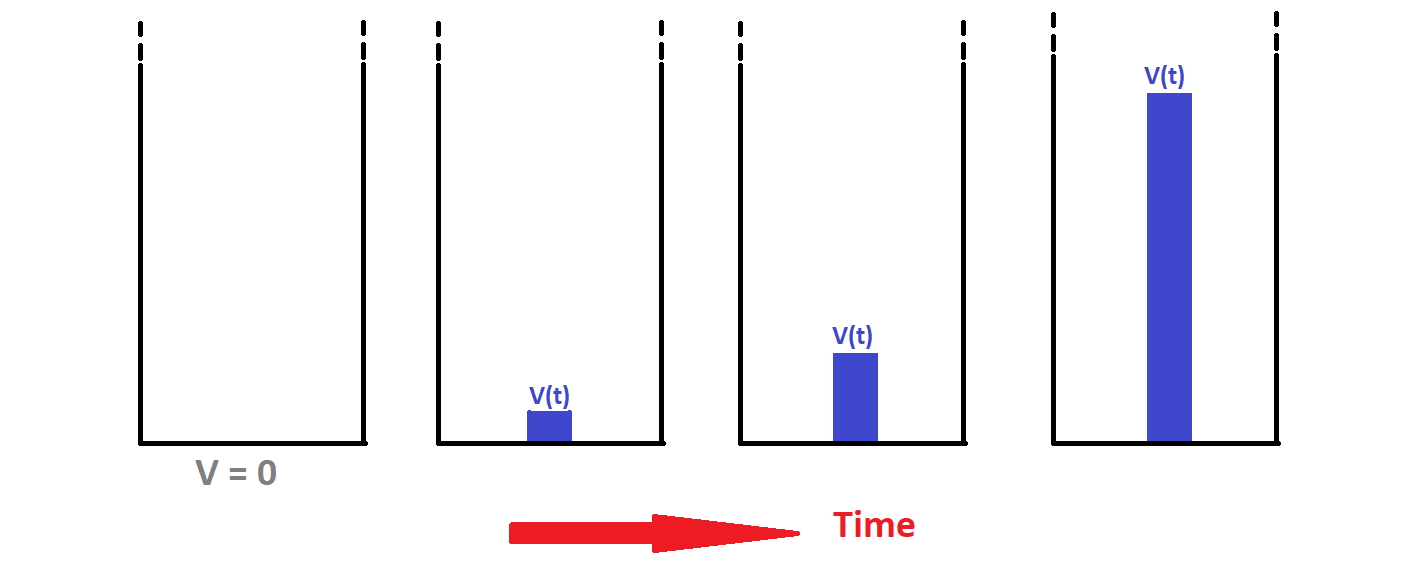 V(t)
V(t)
V(t)
V = 0
Time